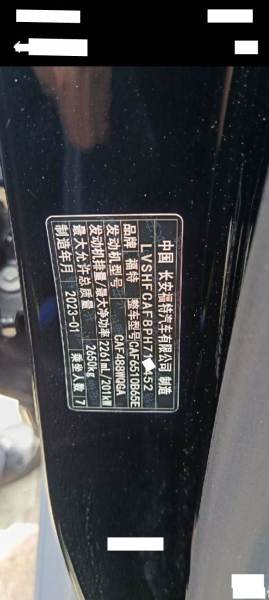 中国 长安福特汽车有限公司 制造
LVSHFCAF8PH71 452
品牌 福特 整车型号 CAF6510B65E
发动机型号 CAF484WQGA
发动机排量/最大净功率 2261mL/201kW
最大允许总质量 2650kg
制造年月 2023-01 乘坐人数 7